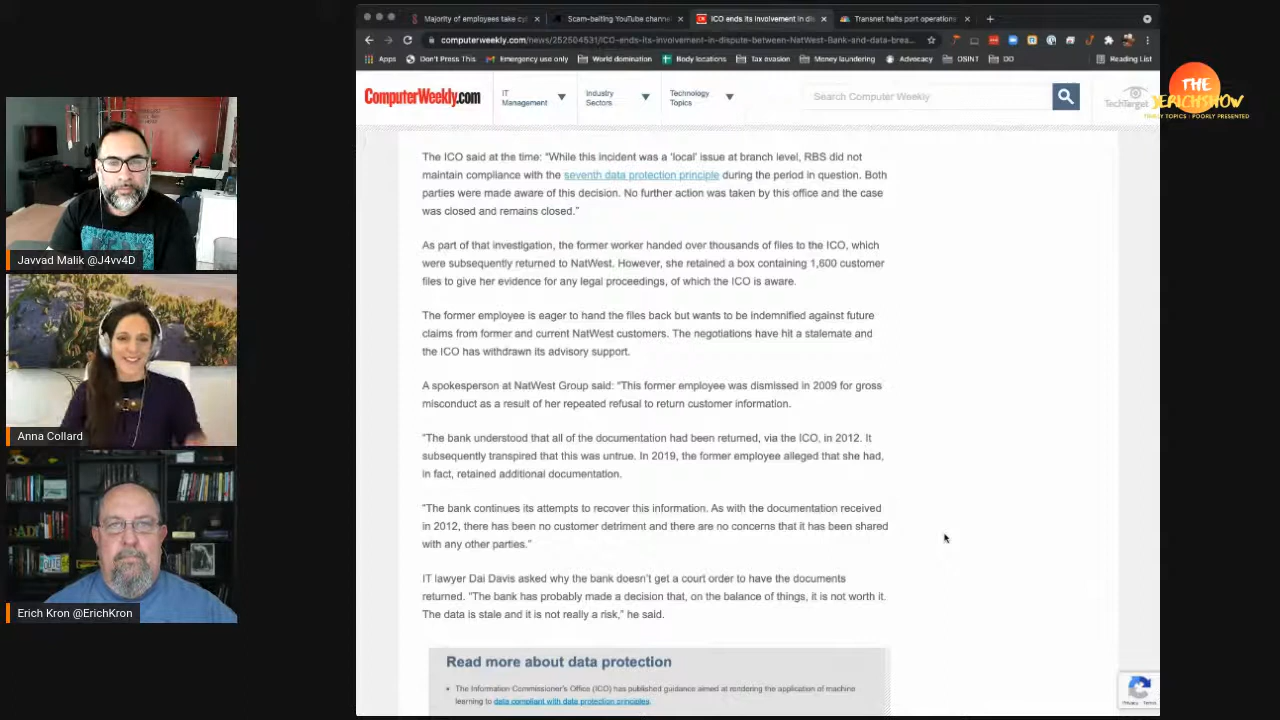 Majority of employees take cy
Scam-baiting YouTube channe
ICO ends its involvement in dis
Transnet halts port operations
computerweekly.com/news/252504531/ICO-ends-its-involvement-in-dispute-between-NatWest-Bank-and-data-brea...
Apps
Don't Press This
Emergency use only
World domination
Body locations
Tax evasion
Money laundering
Advocacy
OSINT
DO
Reading List
ComputerWeekly.com
IT Management
Industry Sectors
Technology Topics
Search Computer Weekly
TechTarget
THE
JERICHSHOW
POORLY PRESENTED
The ICO said at the time: “While this incident was a ‘local’ issue at branch level, RBS did not
maintain compliance with the seventh data protection principle during the period in question. Both
parties were made aware of this decision. No further action was taken by this office and the case
was closed and remains closed.”
As part of that investigation, the former worker handed over thousands of files to the ICO, which
were subsequently returned to NatWest. However, she retained a box containing 1,600 customer
files to give her evidence for any legal proceedings, of which the ICO is aware.
The former employee is eager to hand the files back but wants to be indemnified against future
claims from former and current NatWest customers. The negotiations have hit a stalemate and
the ICO has withdrawn its advisory support.
A spokesperson at NatWest Group said: “This former employee was dismissed in 2009 for gross
misconduct as a result of her repeated refusal to return customer information.
“The bank understood that all of the documentation had been returned, via the ICO, in 2012. It
subsequently transpired that this was untrue. In 2019, the former employee alleged that she had,
in fact, retained additional documentation.
“The bank continues its attempts to recover this information. As with the documentation received
in 2012, there has been no customer detriment and there are no concerns that it has been shared
with any other parties.”
IT lawyer Dai Davis asked why the bank doesn’t get a court order to have the documents
returned. “The bank has probably made a decision that, on the balance of things, it is not worth it.
The data is stale and it is not really a risk,” he said.
Read more about data protection
The Information Commissioner's Office (ICO) has published guidance aimed at rendering the application of machine
learning to data compliant with data protection principles.
Privacy Terms
Javvad Malik @J4vv4D
Anna Collard
Erich Kron @ErichKron